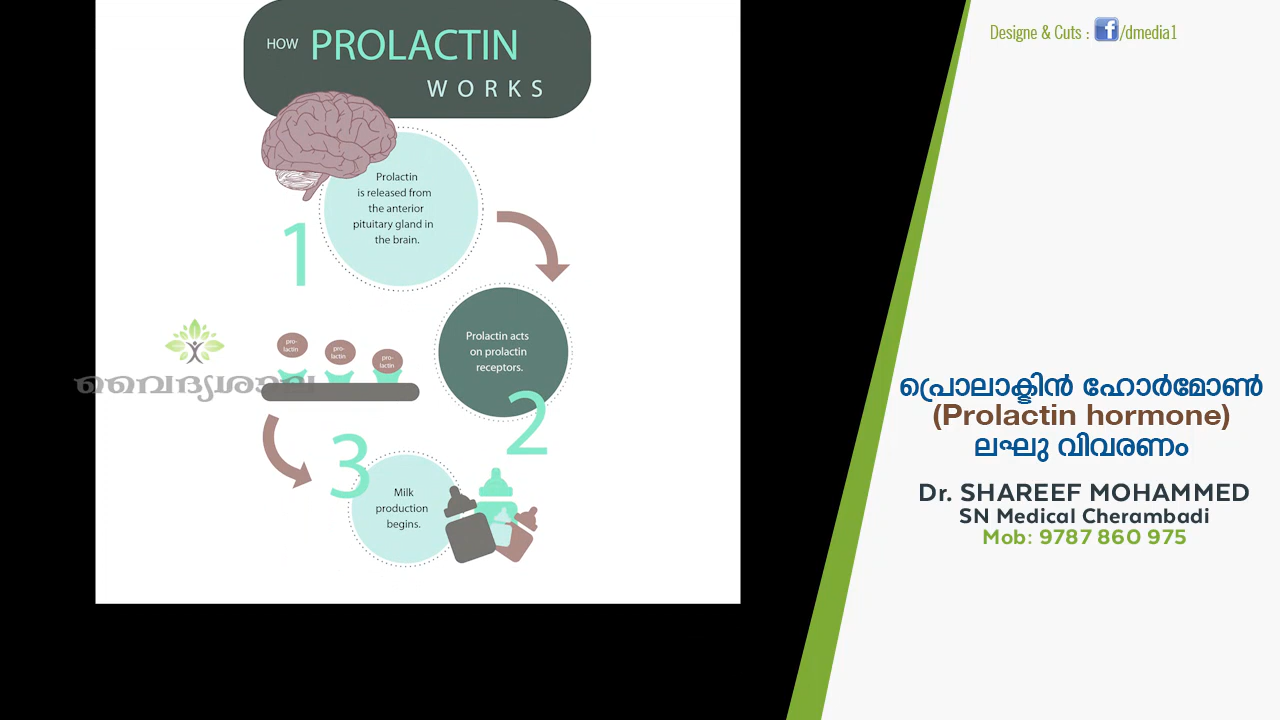 HOW PROLACTIN
WORKS
Prolactin
is released from
the anterior
pituitary gland in
the brain.
1
Prolactin acts
on prolactin
receptors.
2
pro-
lactin
pro-
lactin
pro-
lactin
വൈദ്യശാല
3
Milk
production
begins.
Designe & Cuts : f/dmedia1
പ്രൊലാക്ടിൻ ഹോർമോൺ
(Prolactin hormone)
ലഘു വിവരണം
Dr. SHAREEF MOHAMMED
SN Medical Cherambadi
Mob: 9787 860 975